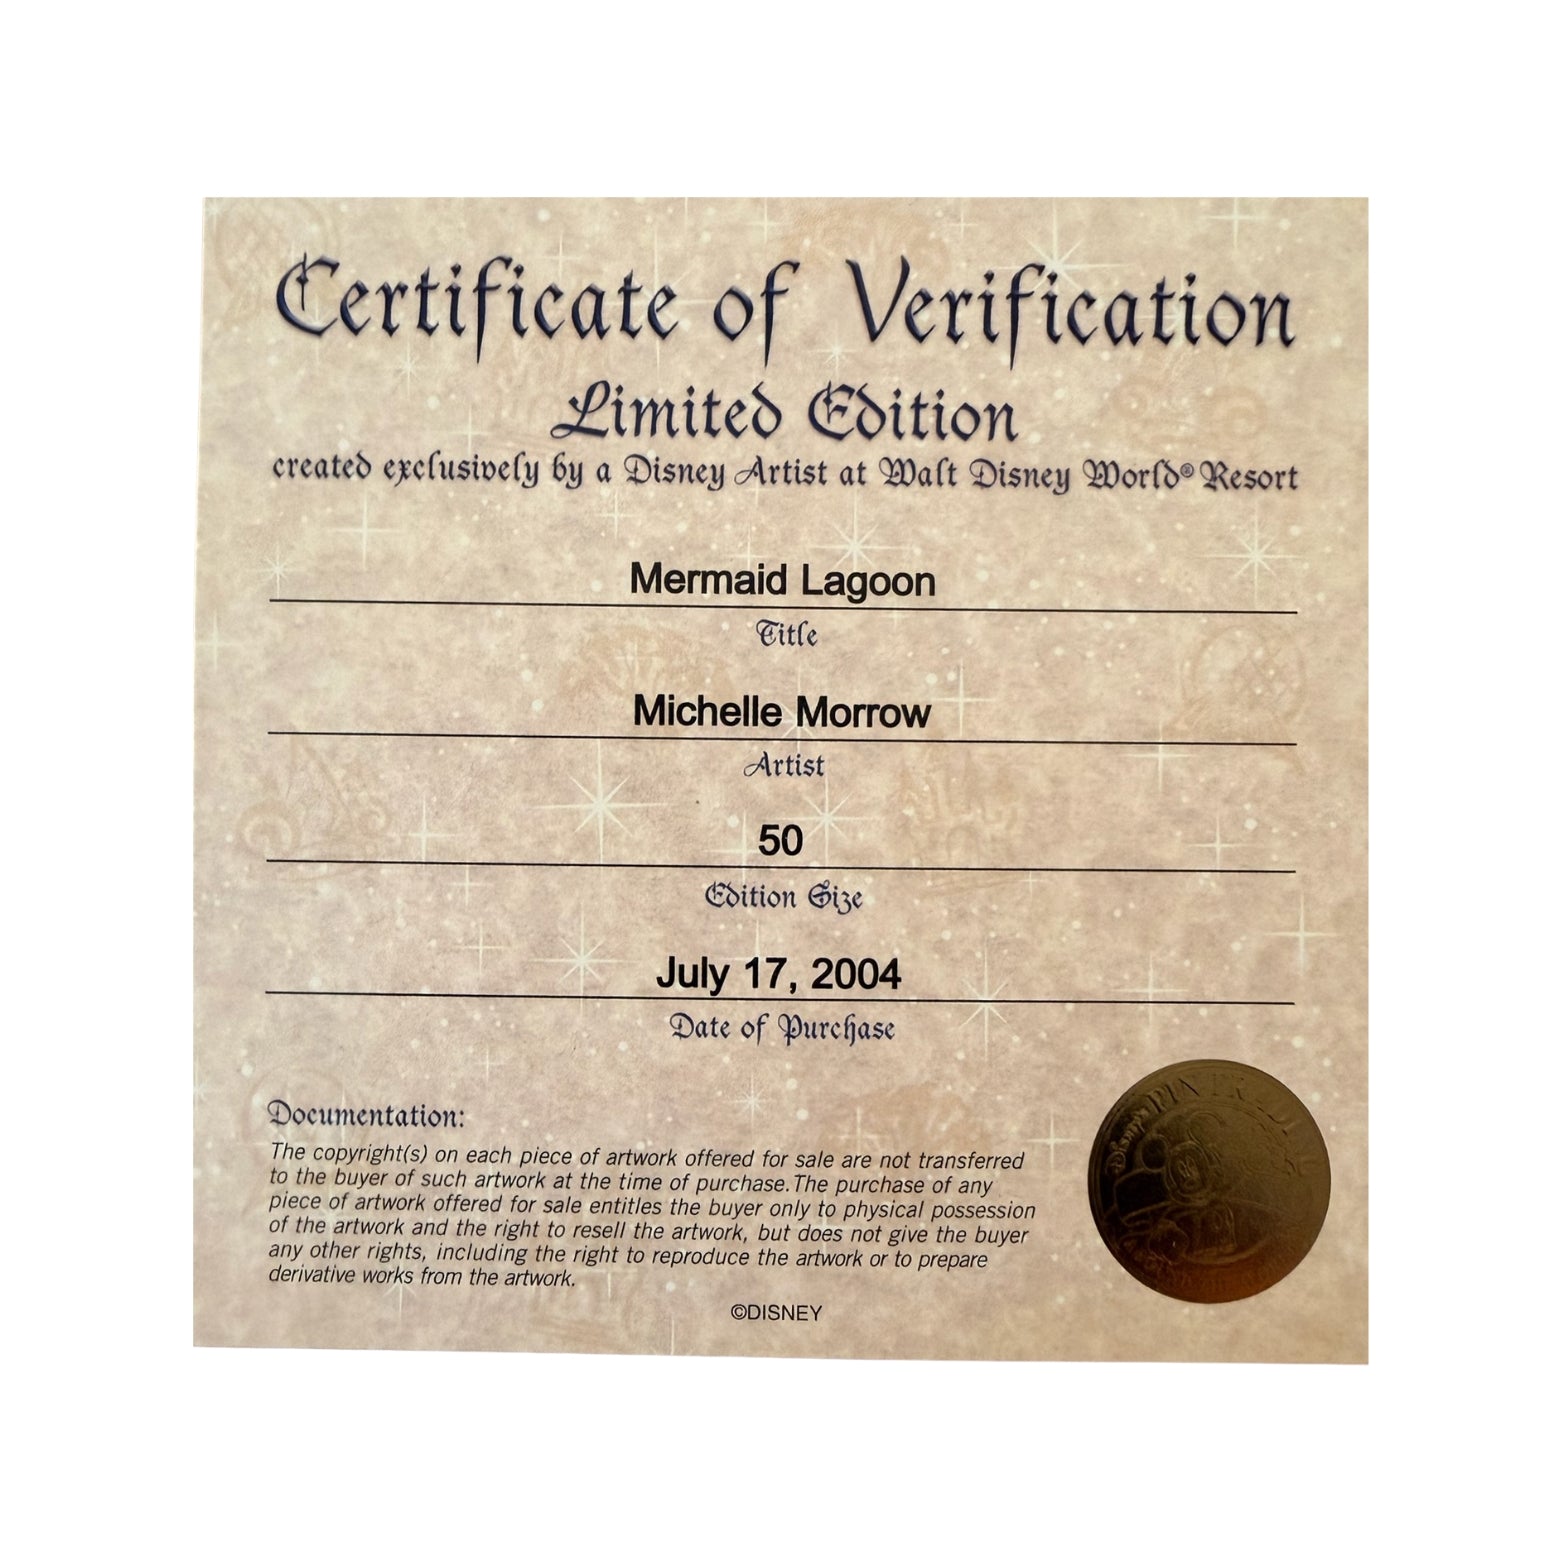 Certificate of Verification
Limited Edition
created exclusively by a Disney Artist at Walt Disney World® Resort
Mermaid Lagoon
Title
Michelle Morrow
Artist
50
Edition Size
July 17, 2004
Date of Purchase
Documentation:
The copyright(s) on each piece of artwork offered for sale are not transferred
to the buyer of such artwork at the time of purchase. The purchase of any
piece of artwork offered for sale entitles the buyer only to physical possession
of the artwork and the right to resell the artwork, but does not give the buyer
any other rights, including the right to reproduce the artwork or to prepare
derivative works from the artwork.
Disney PIN
©DISNEY